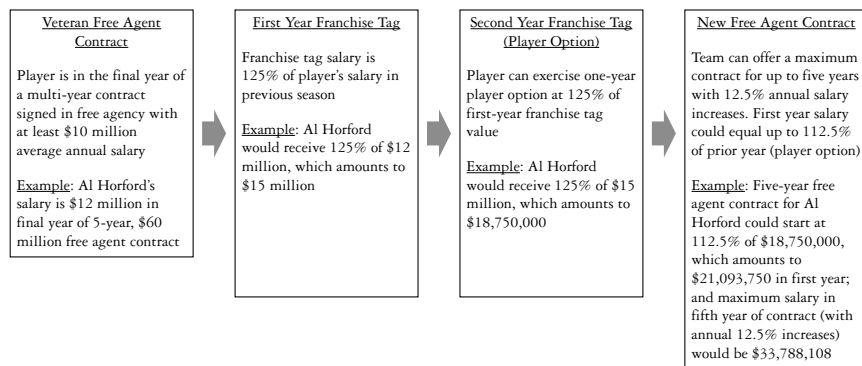 Veteran Free Agent
Contract
Player is in the final year of
a multi-year contract
signed in free agency with
at least $10 million
average annual salary
Example: Al Horford's
salary is $12 million in
final year of 5-year, $60
million free agent contract
First Year Franchise Tag
Franchise tag salary is
125% of player's salary in
previous season
Example: Al Horford
would receive 125% of $12
million, which amounts to
$15 million
Second Year Franchise Tag
(Player Option)
Player can exercise one-year
player option at 125% of
first-year franchise tag
value
Example: Al Horford
would receive 125% of $15
million, which amounts to
$18,750,000
New Free Agent Contract
Team can offer a maximum
contract for up to five years
with 12.5% annual salary
increases. First year salary
could equal up to 112.5%
of prior year (player option)
Example: Five-year free
agent contract for Al
Horford could start at
112.5% of $18,750,000,
which amounts to
$21,093,750 in first year;
and maximum salary in
fifth year of contract (with
annual 12.5% increases)
would be $33,788,108